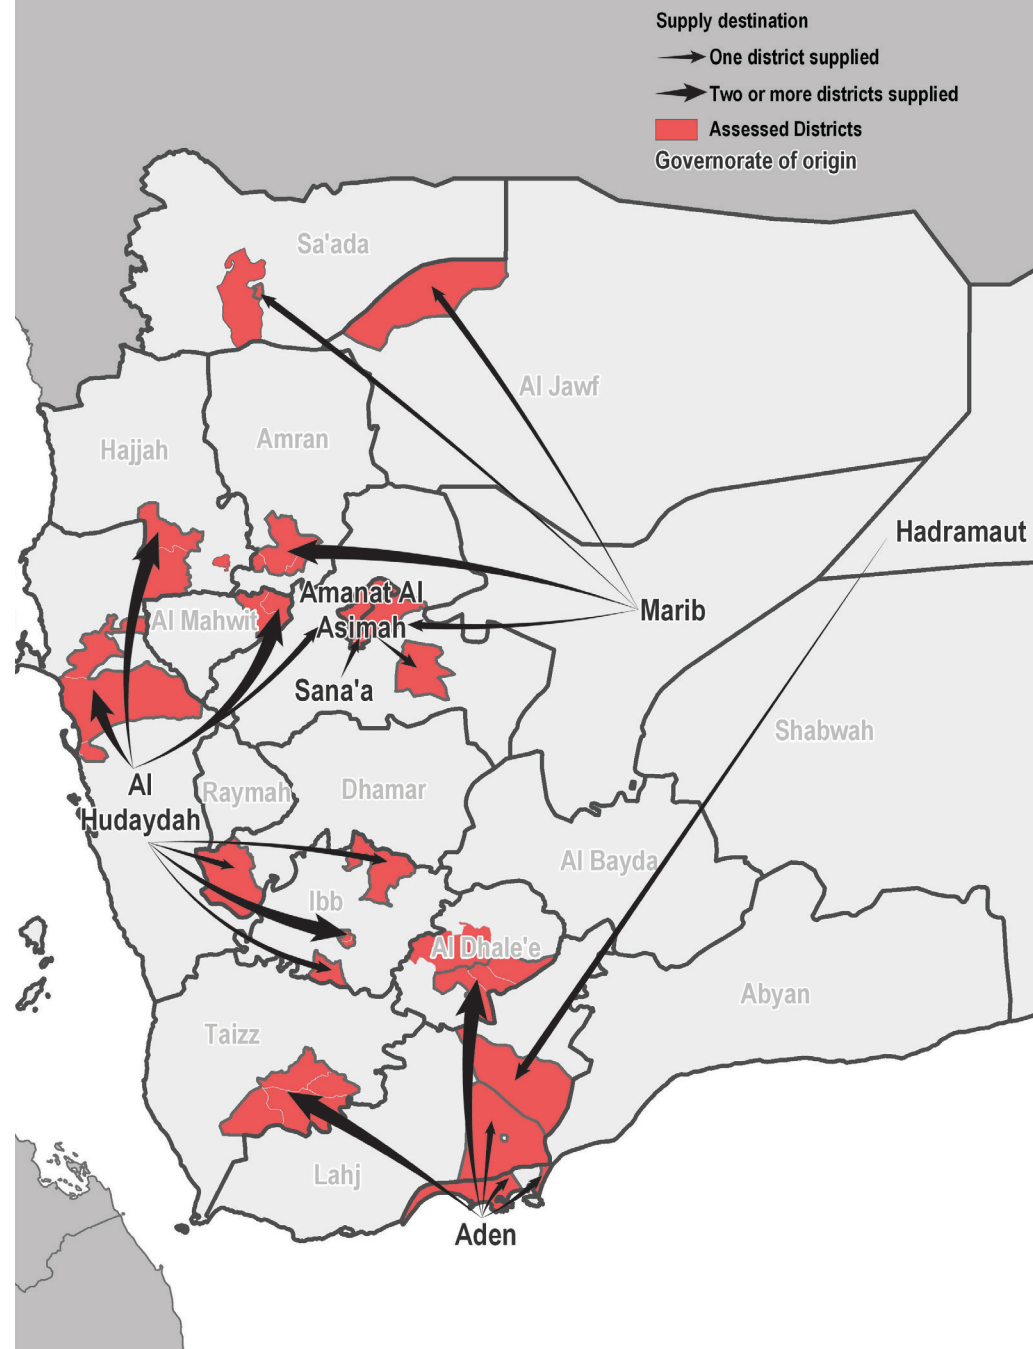 Supply destination
One district supplied
Two or more districts supplied
Assessed Districts
Governorate of origin
Sa'ada
Al Jawf
Hajjah
Amran
Hadramaut
Amanat Al
Asimah
Marib
Al Mahwit
Sana'a
Shabwah
Al
Hudaydah
Raymah
Dhamar
Al Bayda
Ibb
Al Dhale'e
Abyan
Taizz
Lahj
Aden